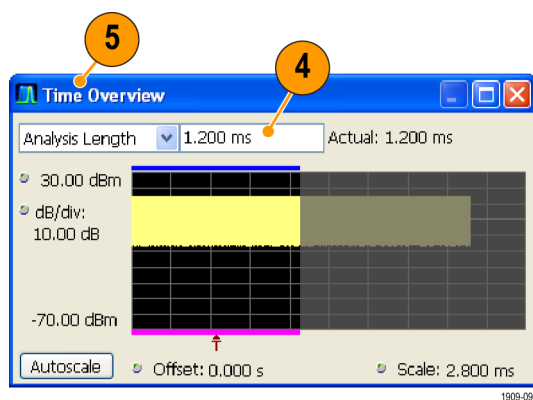 5
4
Time Overview
Analysis Length 1.200 ms Actual: 1.200 ms
30.00 dBm
dB/div:
10.00 dB
-70.00 dBm
Autoscale Offset: 0.000 s Scale: 2.800 ms
1909-09